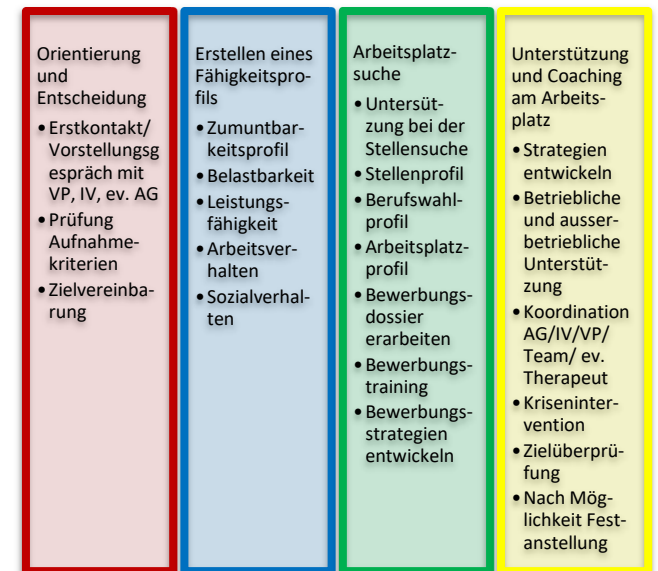 Orientierung
und
Entscheidung
• Erstkontakt/
Vorstellungsg
espräch mit
VP, IV, ev. AG
• Prüfung
Aufnahme-
kriterien
• Zielvereinba-
rung
Erstellen eines
Fähigkeitspro-
fils
• Zumuntbar-
keitsprofil
• Belastbarkeit
• Leistungs-
fähigkeit
• Arbeitsver-
halten
• Sozialverhal-
ten
Arbeitsplatz-
suche
• Untersüt-
zung bei der
Stellensuche
• Stellenprofil
• Berufswahl-
profil
• Arbeitsplatz-
profil
• Bewerbungs-
dossier
erarbeiten
• Bewerbungs-
training
• Bewerbungs-
strategien
entwickeln
Unterstützung
und Coaching
am Arbeits-
platz
• Strategien
entwickeln
• Betriebliche
und ausser-
betriebliche
Unterstüt-
zung
• Koordination
AG/IV/VP/
Team/ ev.
Therapeut
• Kriseninter-
vention
• Zielüberprü-
fung
• Nach Mög-
lichkeit Fest-
anstellung